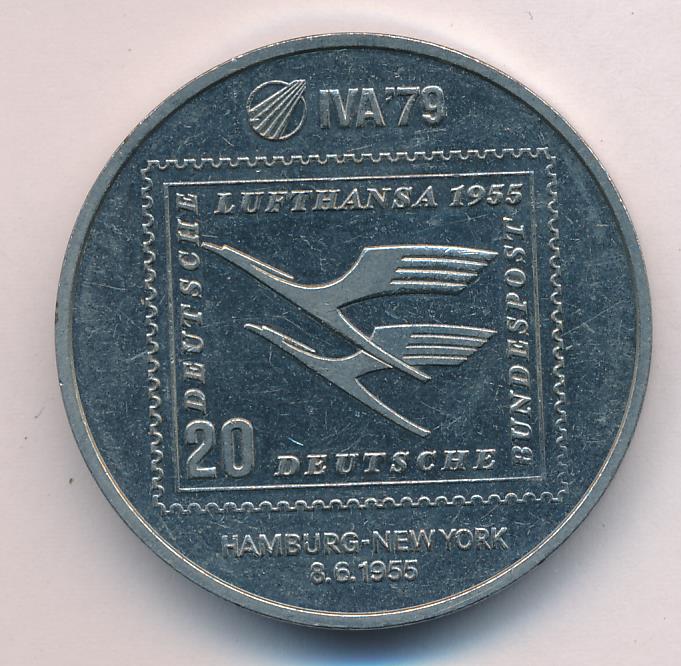 IVA'79
LUFTHANSA 1955
DEUTSCHE
BUNDESPOST
20
DEUTSCHE
HAMBURG-NEW YORK
8.6.1955